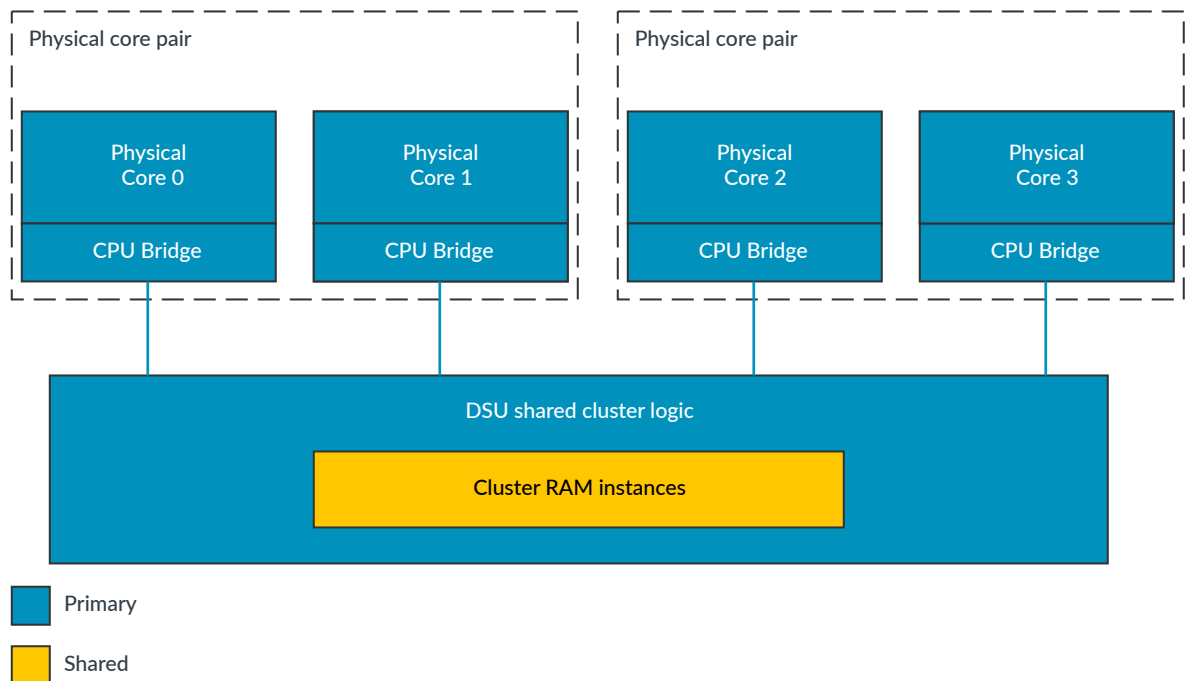 Physical core pair
Physical core pair
Physical
Core 0
Physical
Core 1
Physical
Core 2
Physical
Core 3
CPU Bridge
CPU Bridge
CPU Bridge
CPU Bridge
DSU shared cluster logic
Cluster RAM instances
Primary
Shared